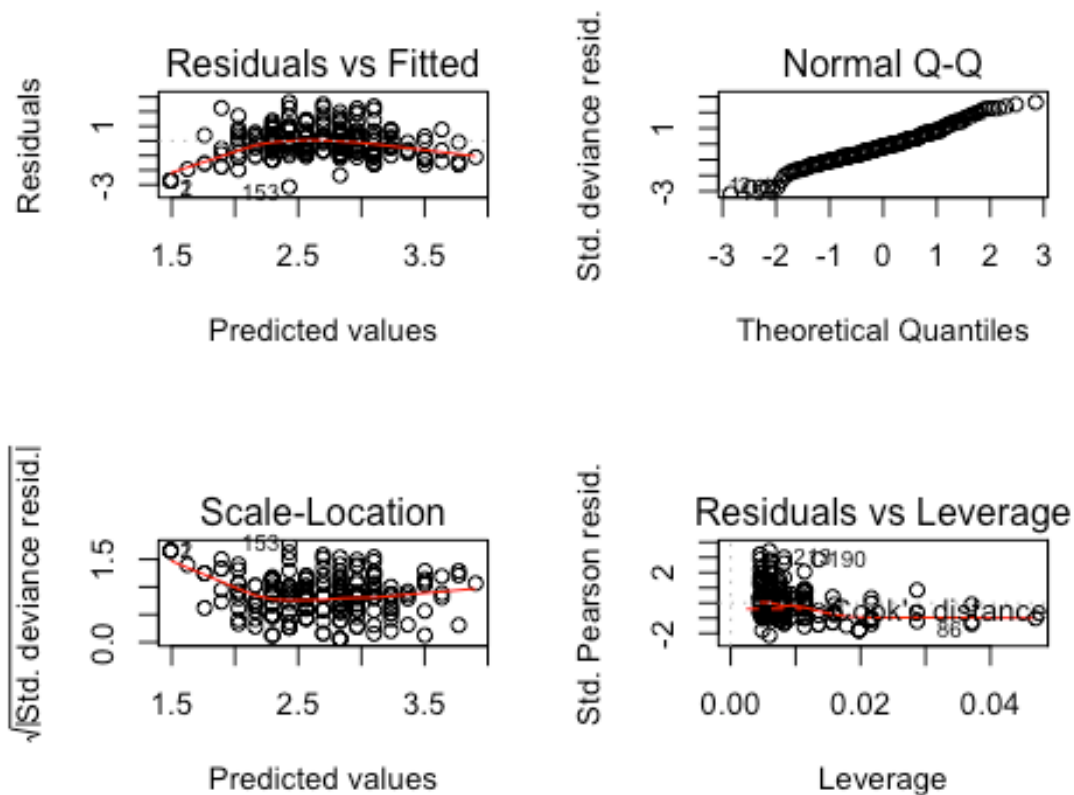 Residuals vs Fitted
Residuals
1
-3
153
1.5
2.5
3.5
Predicted values
Normal Q-Q
Std. deviance resid.
1
-3
-3
-2
-1
0
1
2
3
Theoretical Quantiles
Scale-Location
√|Std. deviance resid.|
1.5
0.0
153
1.5
2.5
3.5
Predicted values
Residuals vs Leverage
Std. Pearson resid.
2
-2
190
Cook's distance
86
0.00
0.02
0.04
Leverage